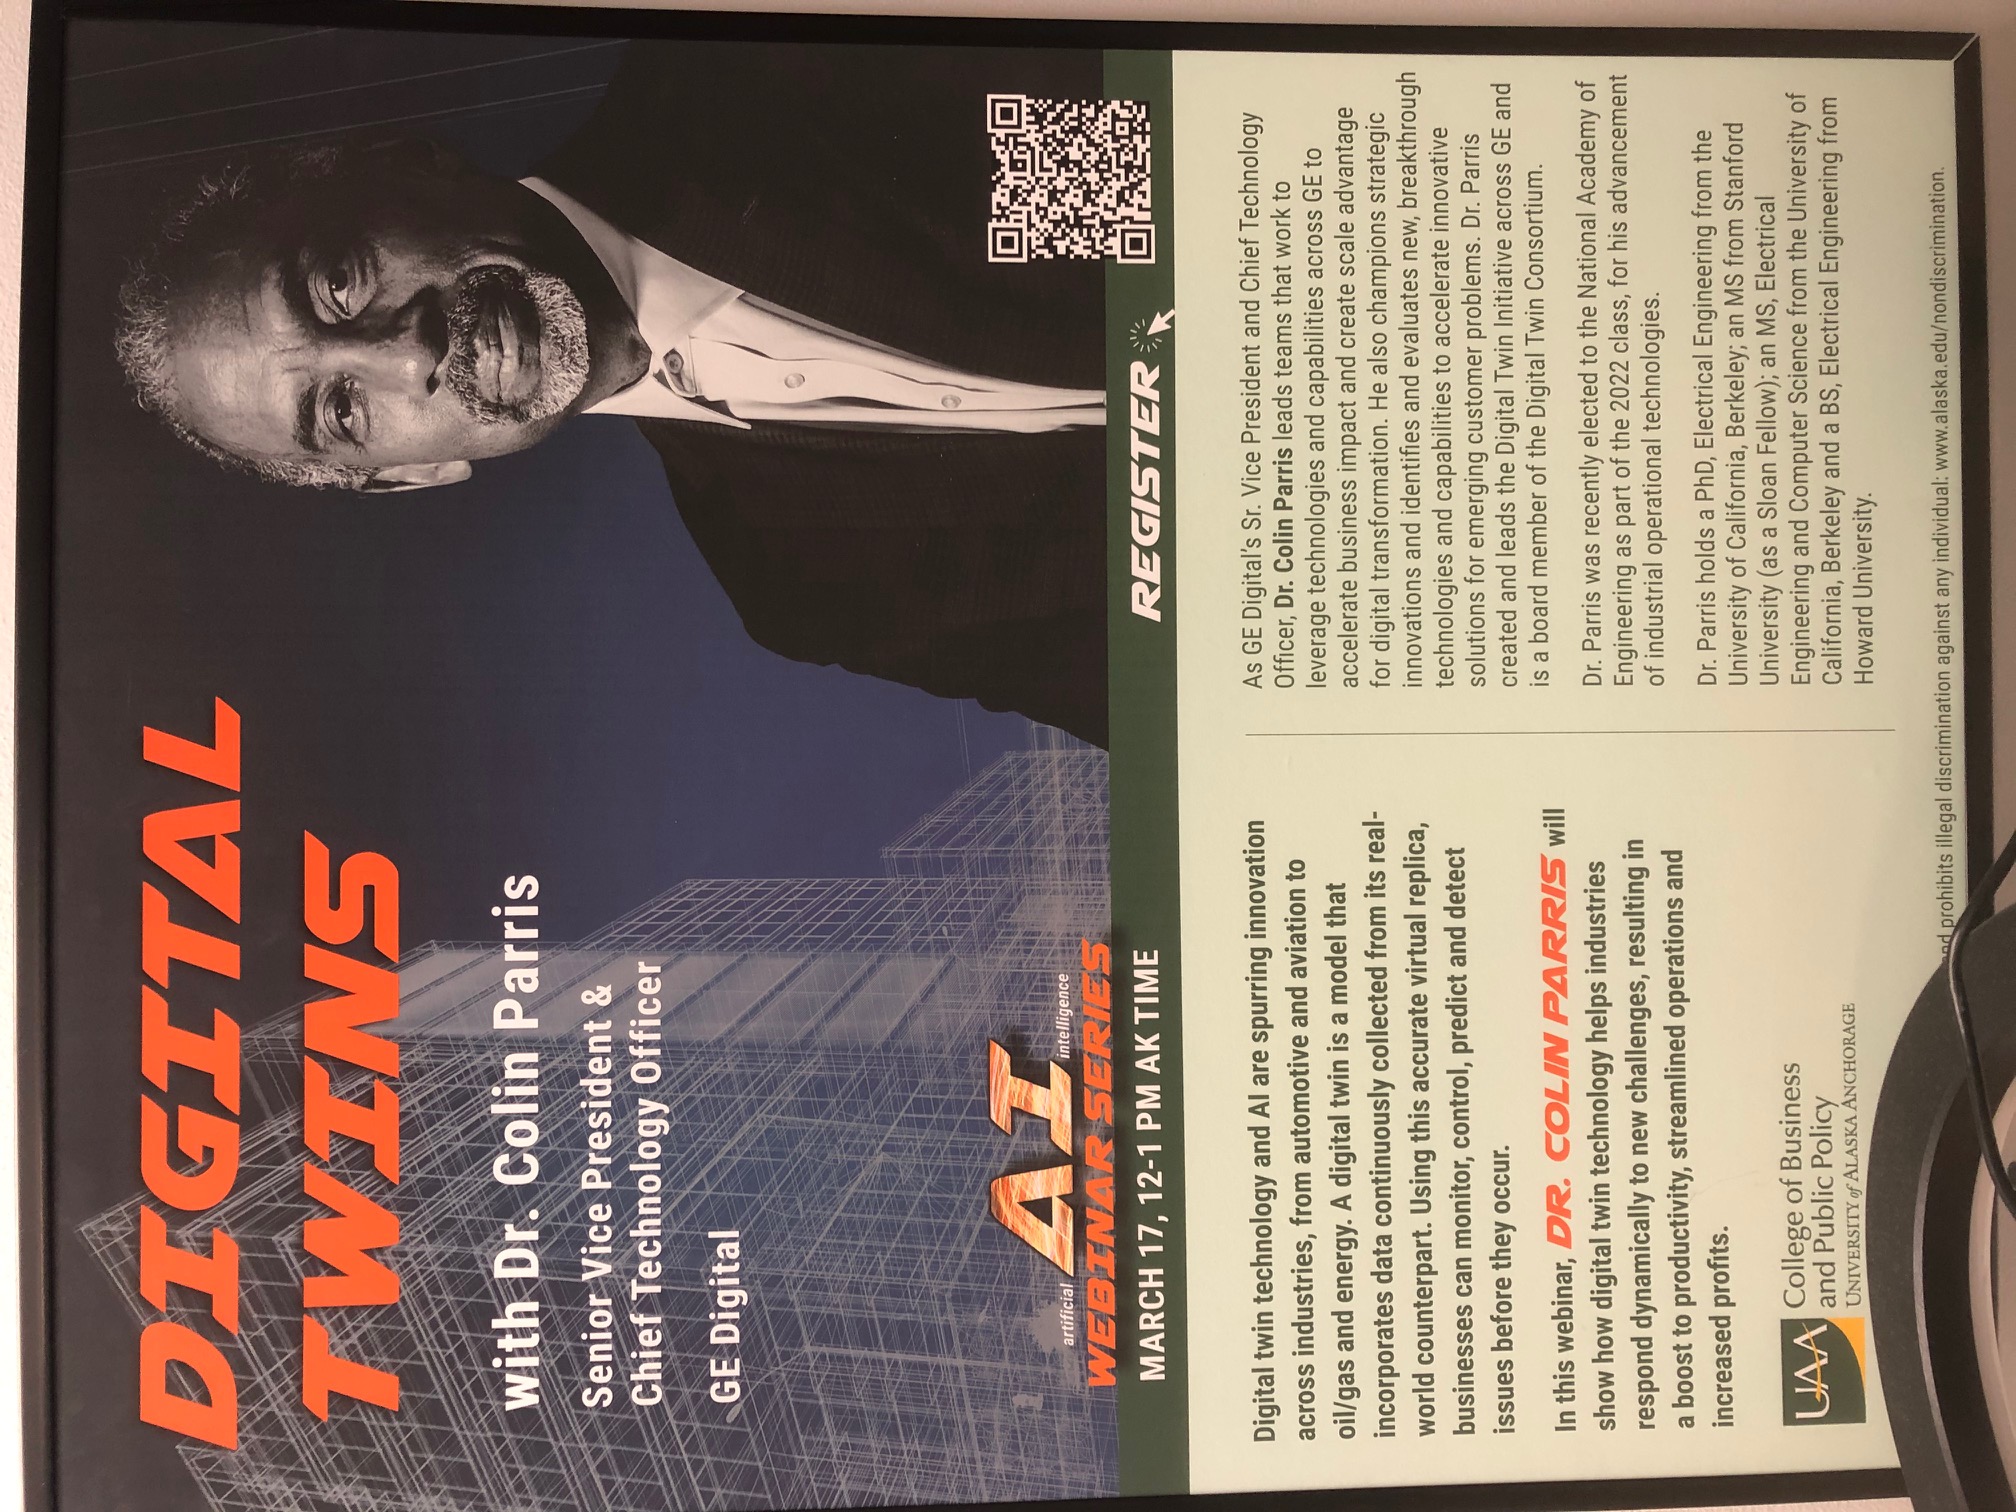 DIGITAL
TWINS
with Dr. Colin Parris
Senior Vice President &
Chief Technology Officer
GE Digital
artificial AI intelligence
WEBINAR SERIES
MARCH 17, 12-1 PM AK TIME
REGISTER
Digital twin technology and AI are spurring innovation
across industries, from automotive and aviation to
oil/gas and energy. A digital twin is a model that
incorporates data continuously collected from its real-
world counterpart. Using this accurate virtual replica,
businesses can monitor, control, predict and detect
issues before they occur.
In this webinar, DR. COLIN PARRIS will
show how digital twin technology helps industries
respond dynamically to new challenges, resulting in
a boost to productivity, streamlined operations and
increased profits.
UAA
College of Business
and Public Policy
UNIVERSITY of ALASKA ANCHORAGE
As GE Digital's Sr. Vice President and Chief Technology
Officer, Dr. Colin Parris leads teams that work to
leverage technologies and capabilities across GE to
accelerate business impact and create scale advantage
for digital transformation. He also champions strategic
innovations and identifies and evaluates new, breakthrough
technologies and capabilities to accelerate innovative
solutions for emerging customer problems. Dr. Parris
created and leads the Digital Twin Initiative across GE and
is a board member of the Digital Twin Consortium.
Dr. Parris was recently elected to the National Academy of
Engineering as part of the 2022 class, for his advancement
of industrial operational technologies.
Dr. Parris holds a PhD, Electrical Engineering from the
University of California, Berkeley; an MS from Stanford
University (as a Sloan Fellow); an MS, Electrical
Engineering and Computer Science from the University of
California, Berkeley and a BS, Electrical Engineering from
Howard University.
prohibits illegal discrimination against any individual: www.alaska.edu/nondiscrimination.